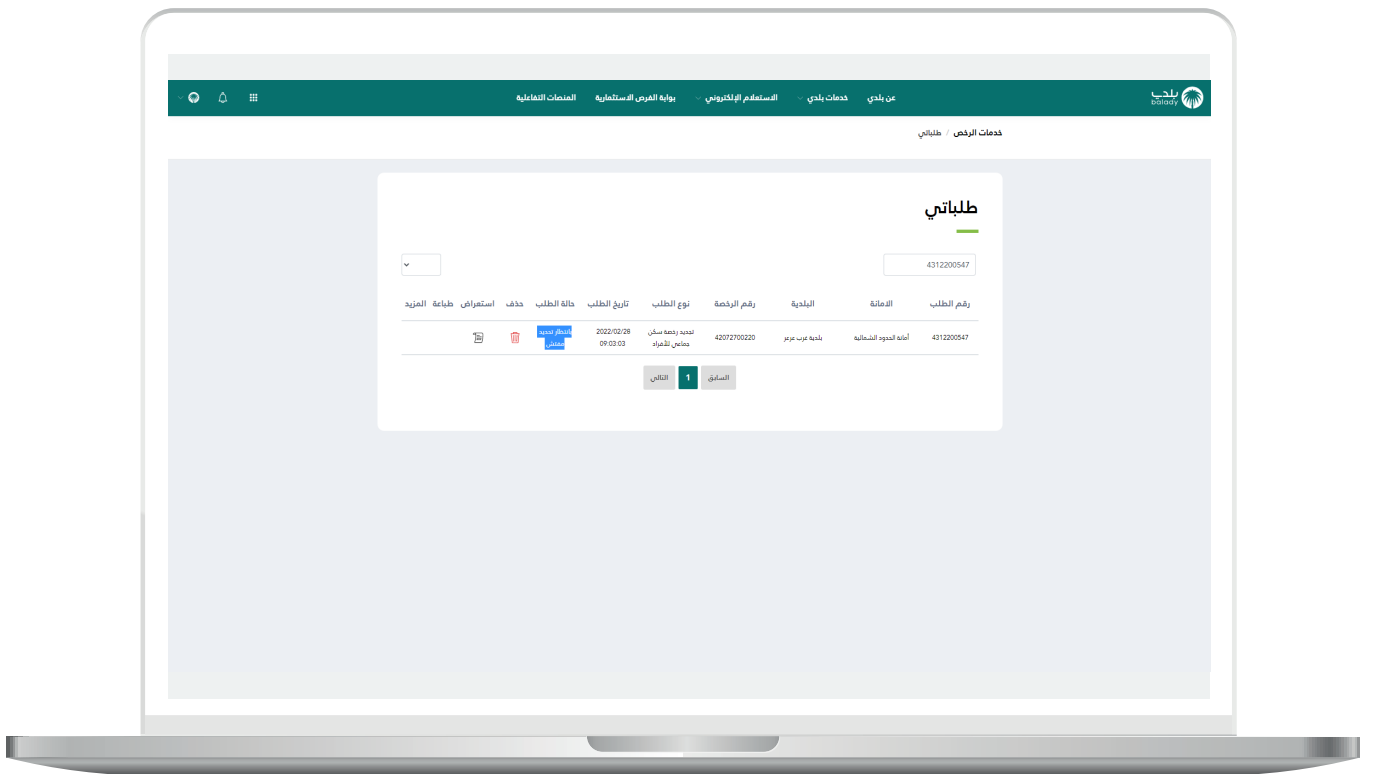 بلدي
balady
عن بلدي
خدمات بلدي
الاستعلام الإلكتروني
بوابة الفرص الاستثمارية
المنصات التفاعلية
خدمات الرخص / طلباتي
طلباتي
4312200547
رقم الطلب الامانة البلدية رقم الرخصة نوع الطلب تاريخ الطلب حالة الطلب حذف استعراض طباعة المزيد
4312200547 أمانة الحدود الشمالية بلدية غرب عرعر 42072700220 تجديد رخصة سكن 2022/02/28 بانتظار تحديد
جماعي للأفراد 09:03:03 مفتش
السابق 1 التالي